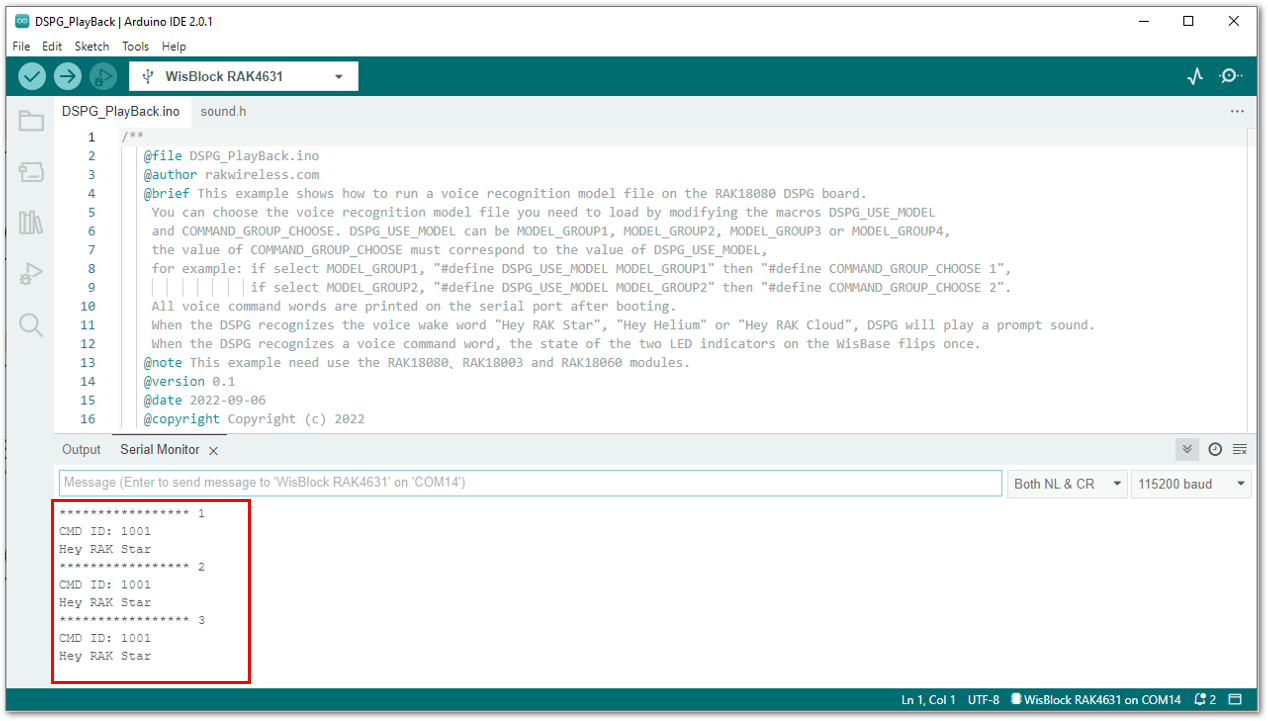 DSPG_PlayBack | Arduino IDE 2.0.1
File Edit Sketch Tools Help
WisBlock RAK4631
DSPG_PlayBack.ino sound.h
1 /**
2 @file DSPG_PlayBack.ino
3 @author rakwireless.com
4 @brief This example shows how to run a voice recognition model file on the RAK18080 DSPG board.
5 You can choose the voice recognition model file you need to load by modifying the macros DSPG_USE_MODEL
6 and COMMAND_GROUP_CHOOSE. DSPG_USE_MODEL can be MODEL_GROUP1, MODEL_GROUP2, MODEL_GROUP3 or MODEL_GROUP4,
7 the value of COMMAND_GROUP_CHOOSE must correspond to the value of DSPG_USE_MODEL,
8 for example: if select MODEL_GROUP1, "#define DSPG_USE_MODEL MODEL_GROUP1" then "#define COMMAND_GROUP_CHOOSE 1",
9 if select MODEL_GROUP2, "#define DSPG_USE_MODEL MODEL_GROUP2" then "#define COMMAND_GROUP_CHOOSE 2".
10 All voice command words are printed on the serial port after booting.
11 When the DSPG recognizes the voice wake word "Hey RAK Star", "Hey Helium" or "Hey RAK Cloud", DSPG will play a prompt sound.
12 When the DSPG recognizes a voice command word, the state of the two LED indicators on the WisBase flips once.
13 @note This example need use the RAK18080、RAK18003 and RAK18060 modules.
14 @version 0.1
15 @date 2022-09-06
16 @copyright Copyright (c) 2022
Output Serial Monitor
Message (Enter to send message to 'WisBlock RAK4631' on 'COM14') Both NL & CR 115200 baud
***************** 1
CMD ID: 1001
Hey RAK Star
***************** 2
CMD ID: 1001
Hey RAK Star
***************** 3
CMD ID: 1001
Hey RAK Star
Ln 1, Col 1 UTF-8 WisBlock RAK4631 on COM14 2